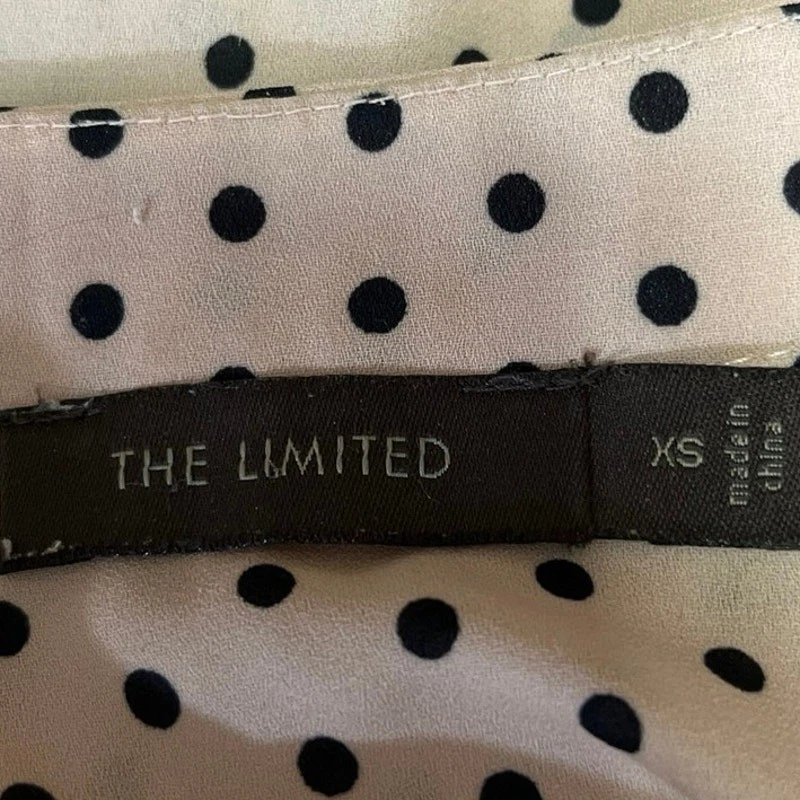 THE LIMITED
XS
made in
china